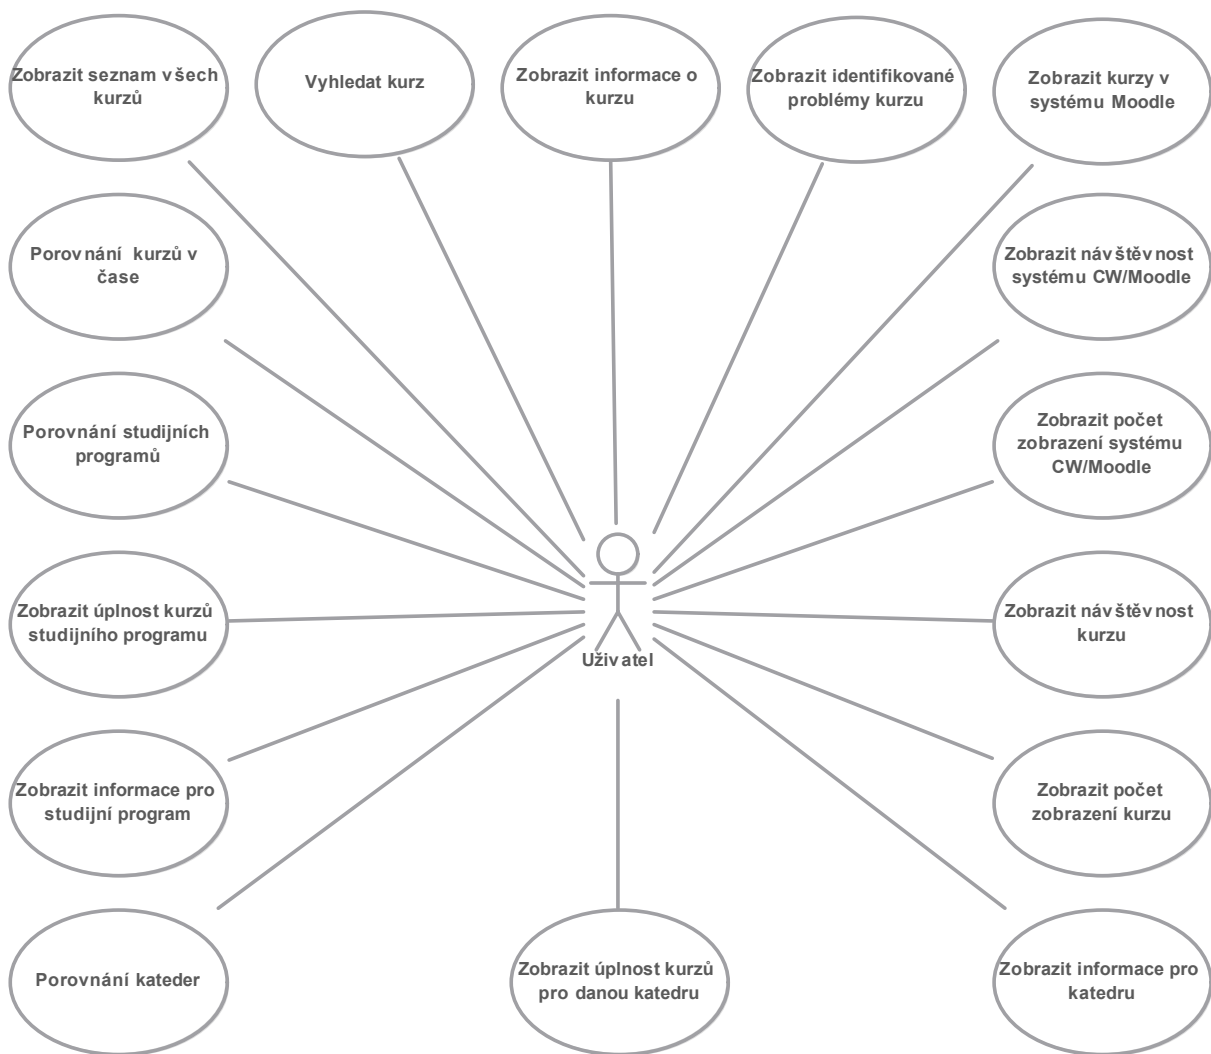 Zobrazit seznam všech
kurzů
Vyhledat kurz
Zobrazit informace o
kurzu
Zobrazit identifikované
problémy kurzu
Zobrazit kurzy v
systému Moodle
Porovnání kurzů v
čase
Zobrazit návštěvnost
systému CW/Moodle
Porovnání studijních
programů
Zobrazit počet
zobrazení systému
CW/Moodle
Zobrazit úplnost kurzů
studijního programu
Zobrazit návštěvnost
kurzu
Uživatel
Zobrazit informace pro
studijní program
Zobrazit počet
zobrazení kurzu
Porovnání kateder
Zobrazit úplnost kurzů
pro danou katedru
Zobrazit informace pro
katedru